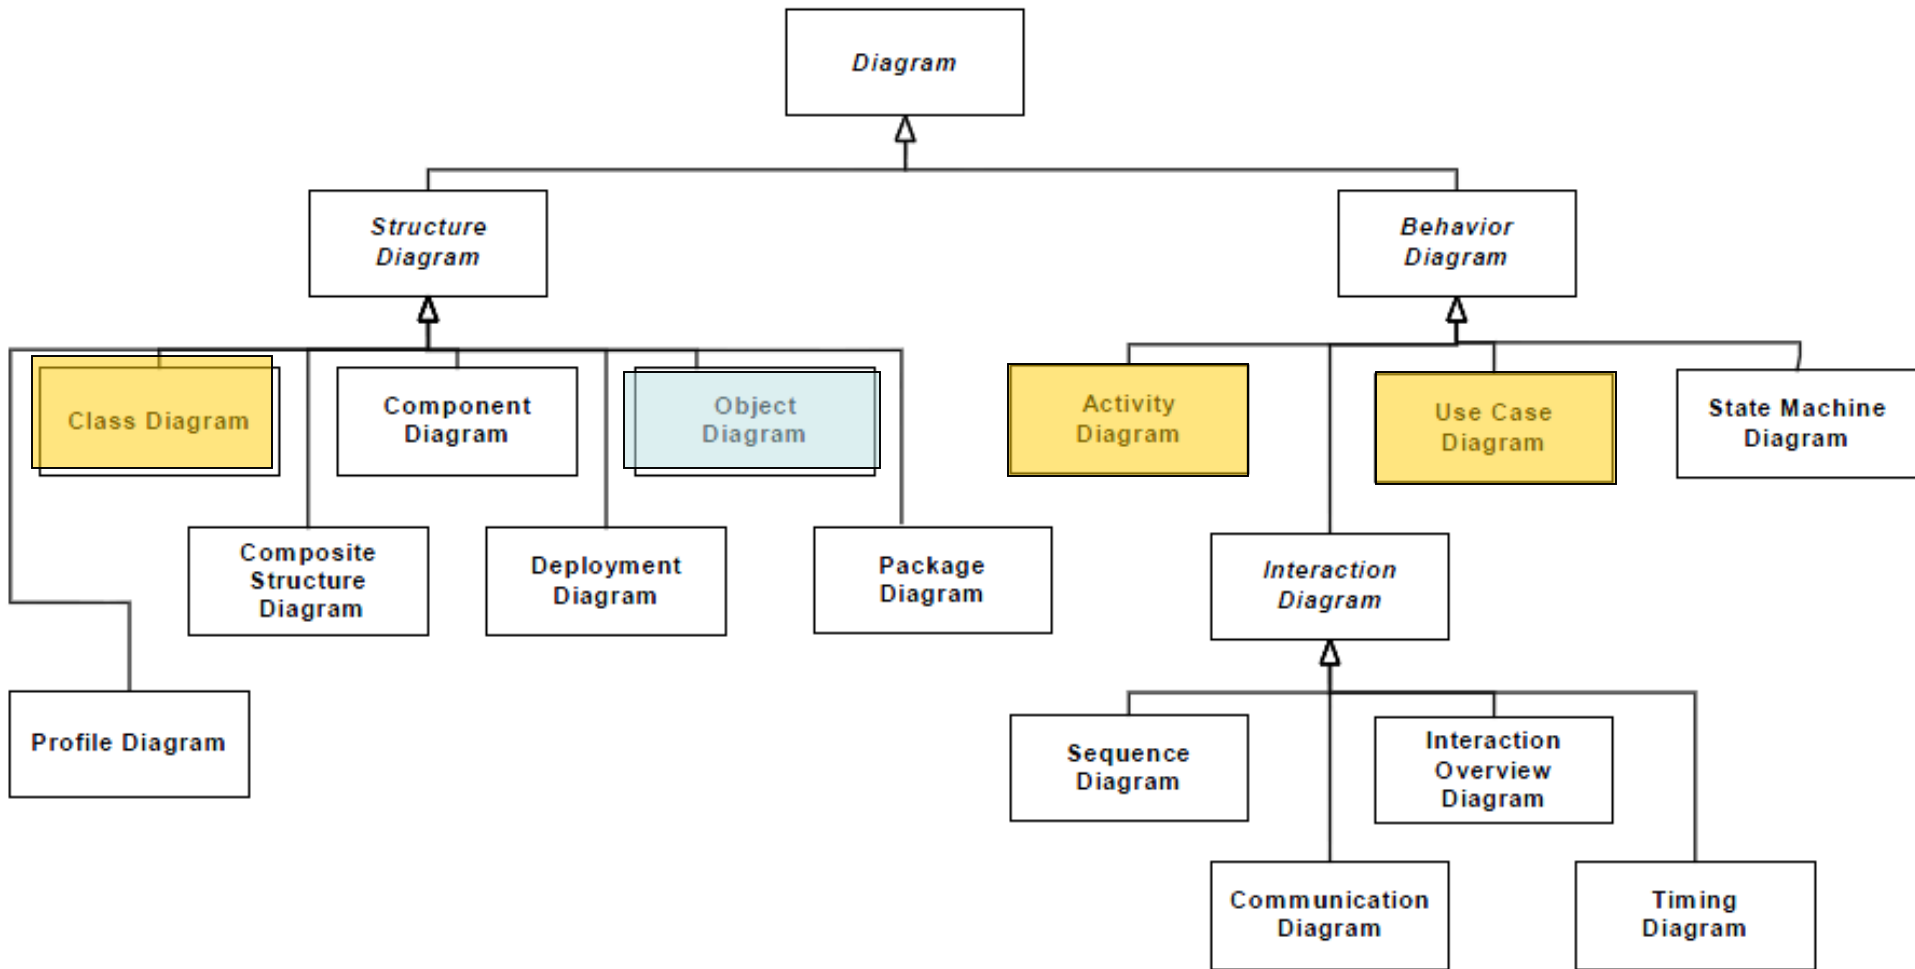 Diagram
Structure
Diagram
Behavior
Diagram
Class Diagram
Component
Diagram
Object
Diagram
Activity
Diagram
Use Case
Diagram
State Machine
Diagram
Composite
Structure
Diagram
Deployment
Diagram
Package
Diagram
Interaction
Diagram
Profile Diagram
Sequence
Diagram
Interaction
Overview
Diagram
Communication
Diagram
Timing
Diagram